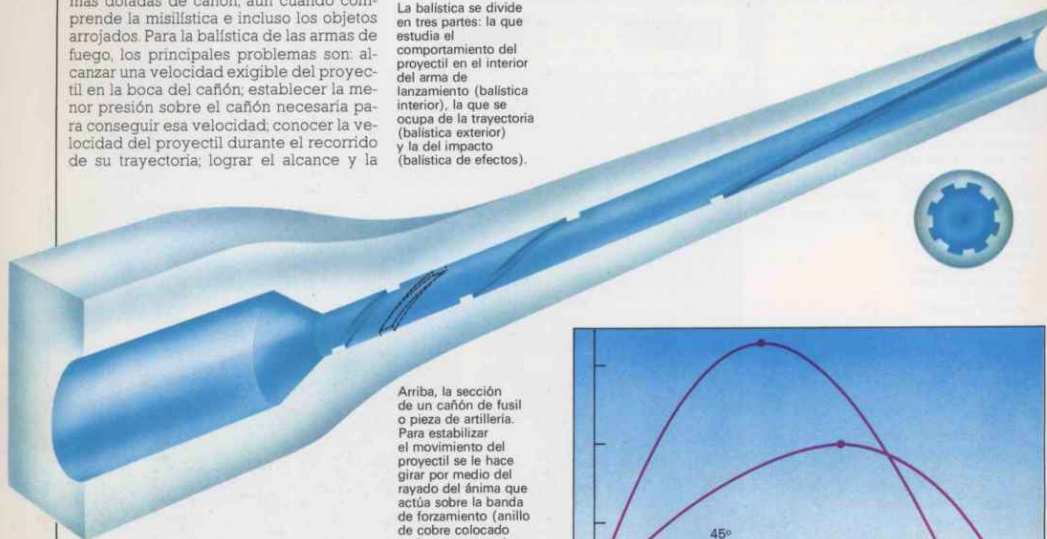 mas dotadas de cañón, aun cuando com-
prende la misilística e incluso los objetos
arrojados. Para la balística de las armas de
fuego, los principales problemas son: al-
canzar una velocidad exigible del proyec-
til en la boca del cañón; establecer la me-
nor presión sobre el cañón necesaria pa-
ra conseguir esa velocidad; conocer la ve-
locidad del proyectil durante el recorrido
de su trayectoria; lograr el alcance y la
La balística se divide
en tres partes: la que
estudia el
comportamiento del
proyectil en el interior
del arma de
lanzamiento (balística
interior), la que se
ocupa de la trayectoria
(balística exterior)
y la del impacto
(balística de efectos).
Arriba, la sección
de un cañón de fusil
o pieza de artillería.
Para estabilizar
el movimiento del
proyectil se le hace
girar por medio del
rayado del ánima que
actúa sobre la banda
de forzamiento (anillo
de cobre colocado
45°